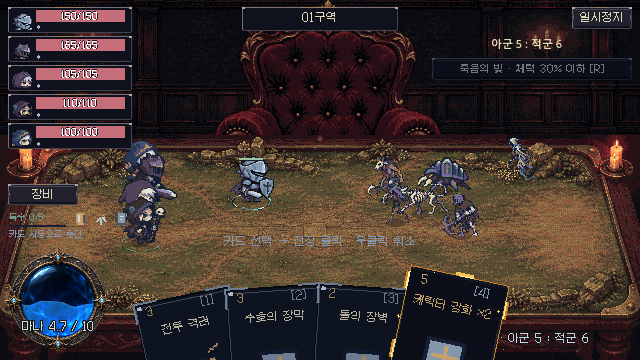 150/150
165/165
105/105
110/110
100/100
01구역
일시정지
아군 5 : 적군 6
죽음의 빛 · 체력 30% 이하 [R]
장비
카드 선택 → 전장 클릭 · 우클릭 취소
마나 4.7 / 10
3 [1]
전투 격려
3 [2]
수호의 장막
2 [3]
돌의 장벽
5 [4]
캐릭터 강화 ×2
아군 5 : 적군 6